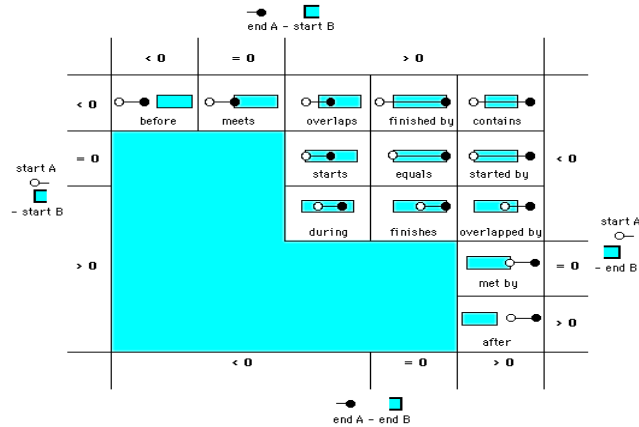 end A - start B
< 0
= 0
> 0
< 0
before
meets
overlaps
finished by
contains
= 0
starts
equals
started by
< 0
start A
- start B
during
finishes
overlapped by
start A
- end B
> 0
met by
= 0
after
> 0
< 0
= 0
> 0
end A - end B